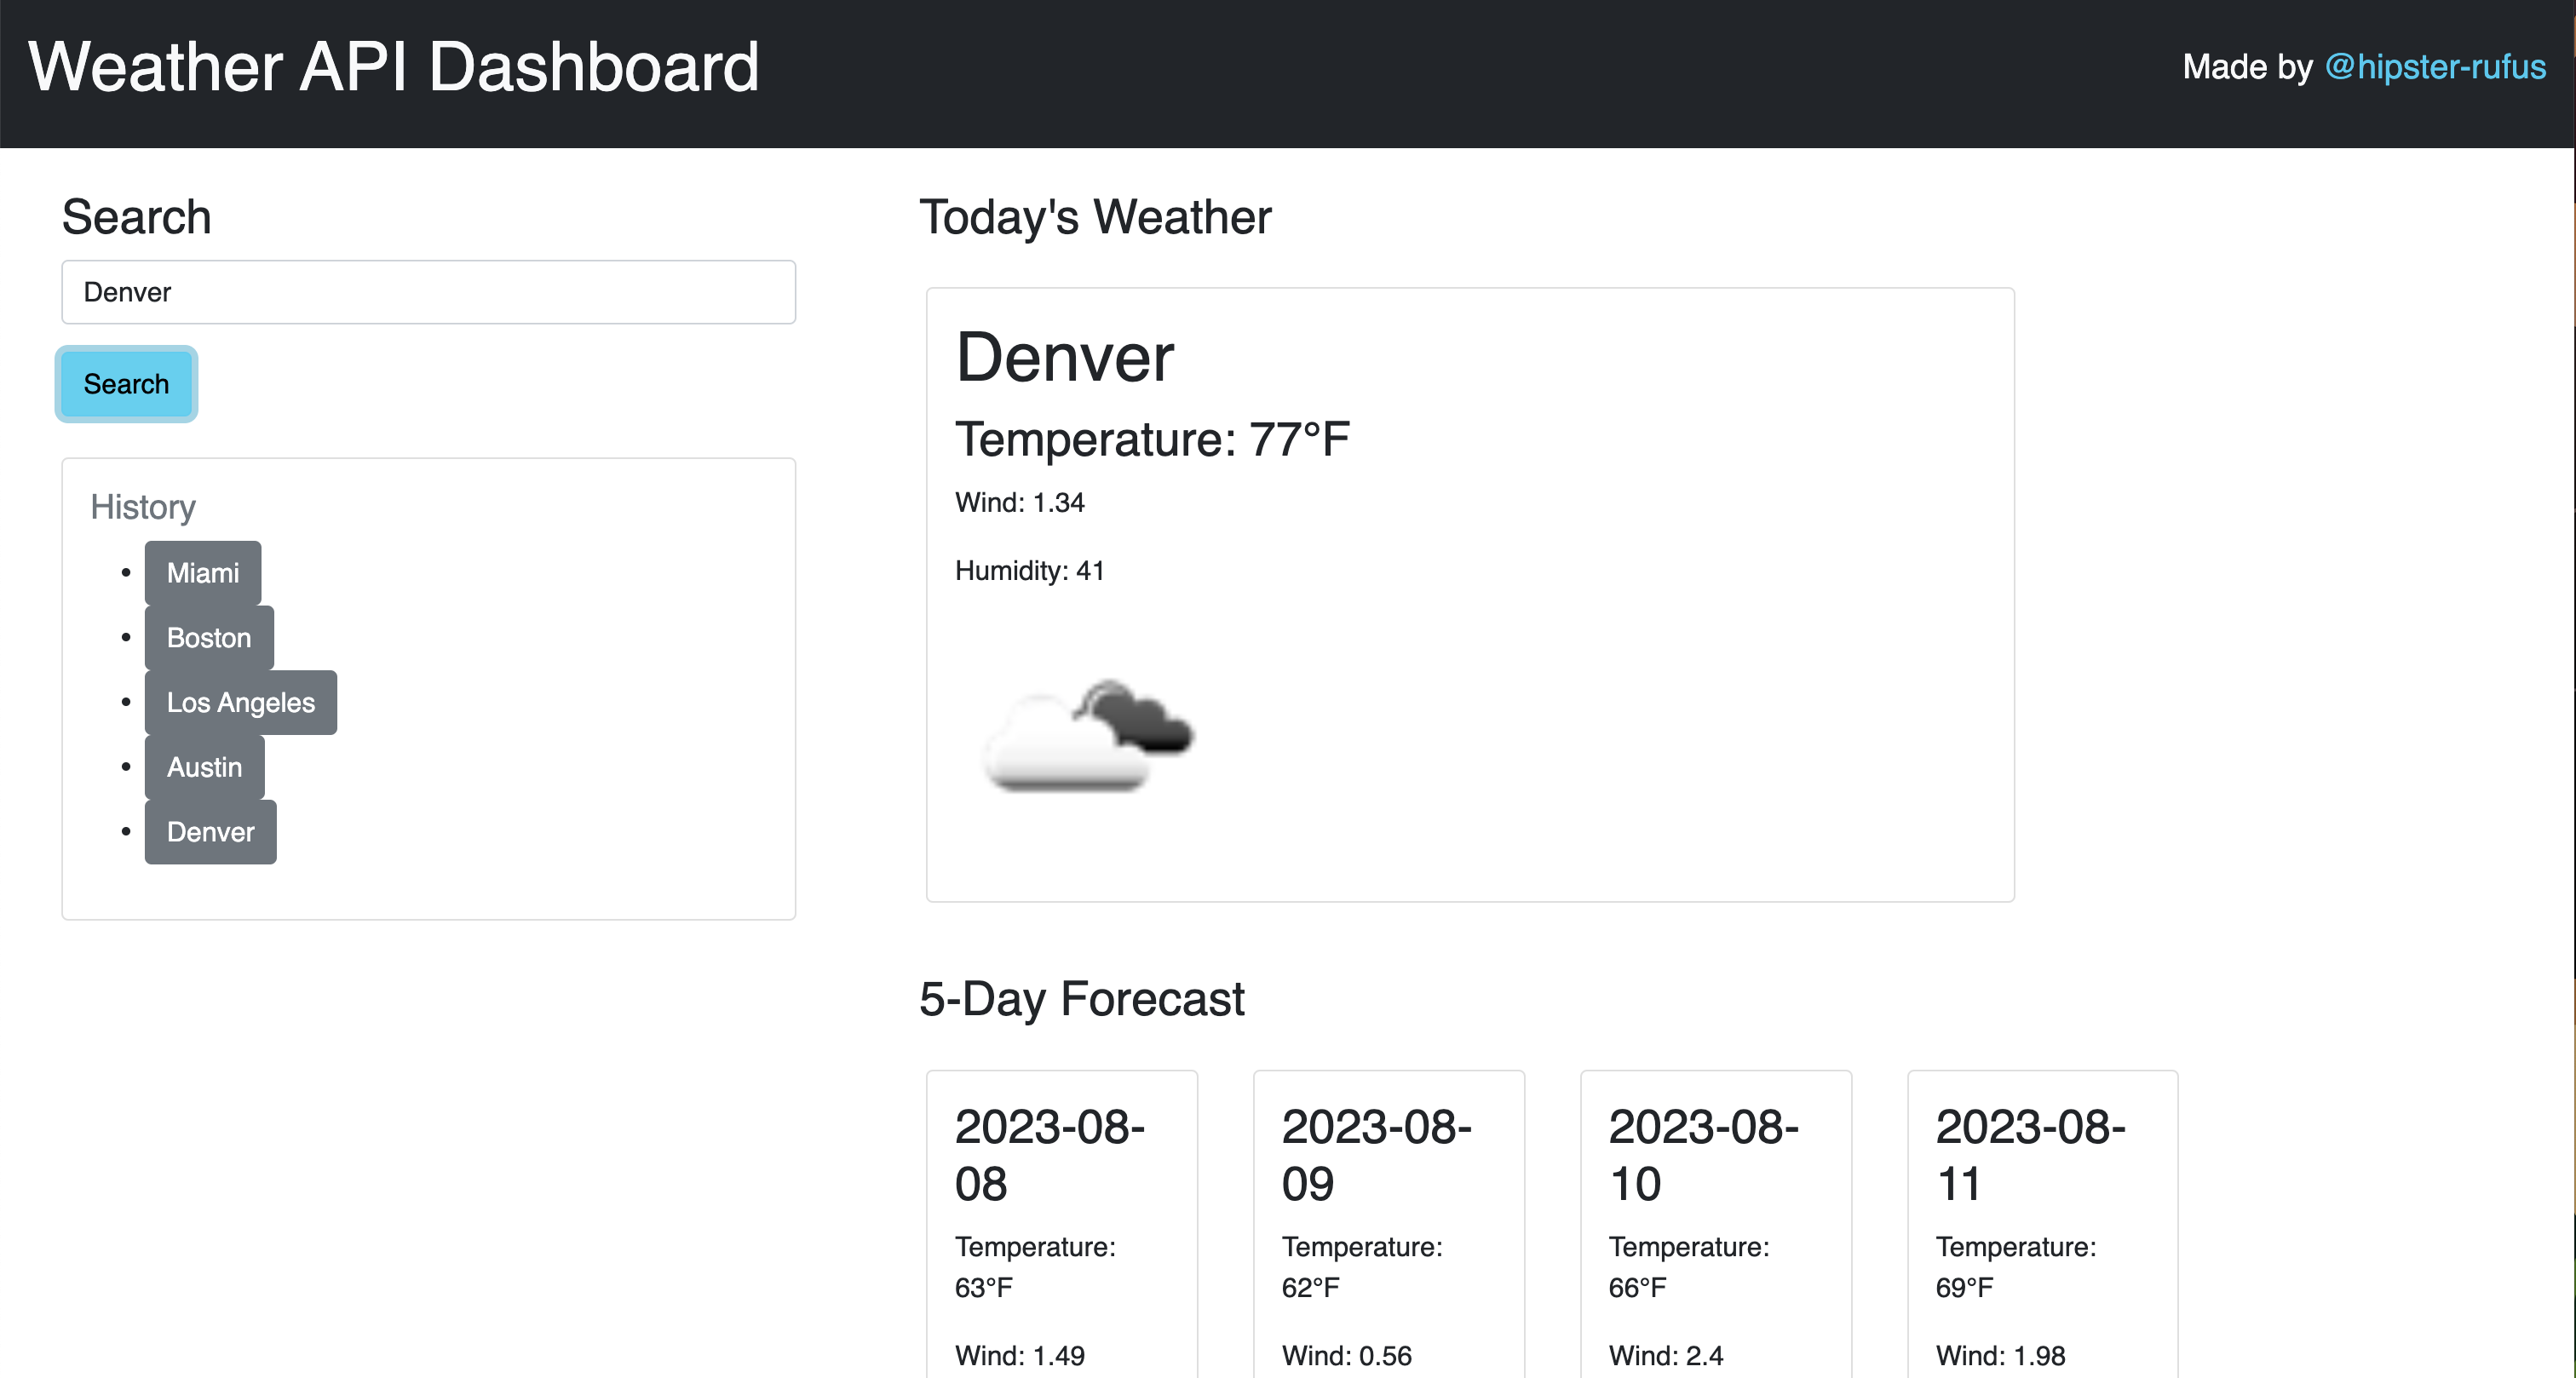 Weather API Dashboard
Made by @hipster-rufus
Search
Denver
Search
History
Miami
Boston
Los Angeles
Austin
Denver
Today's Weather
Denver
Temperature: 77°F
Wind: 1.34
Humidity: 41
5-Day Forecast
2023-08-
08
Temperature:
63°F
Wind: 1.49
2023-08-
09
Temperature:
62°F
Wind: 0.56
2023-08-
10
Temperature:
66°F
Wind: 2.4
2023-08-
11
Temperature:
69°F
Wind: 1.98